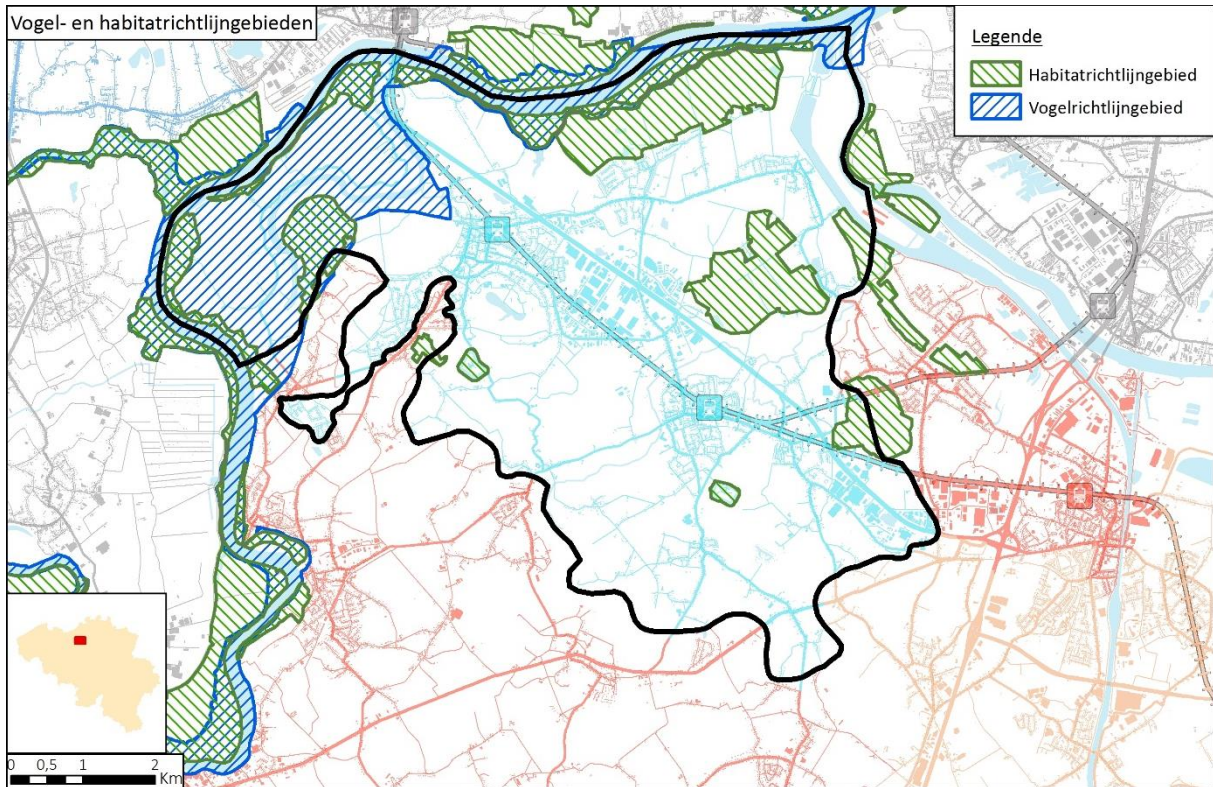 Vogel- en habitatrichtlijngebieden
Legende
Habitatrichtlijngebied
Vogelrichtlijngebied
0 0,5 1 2
Km